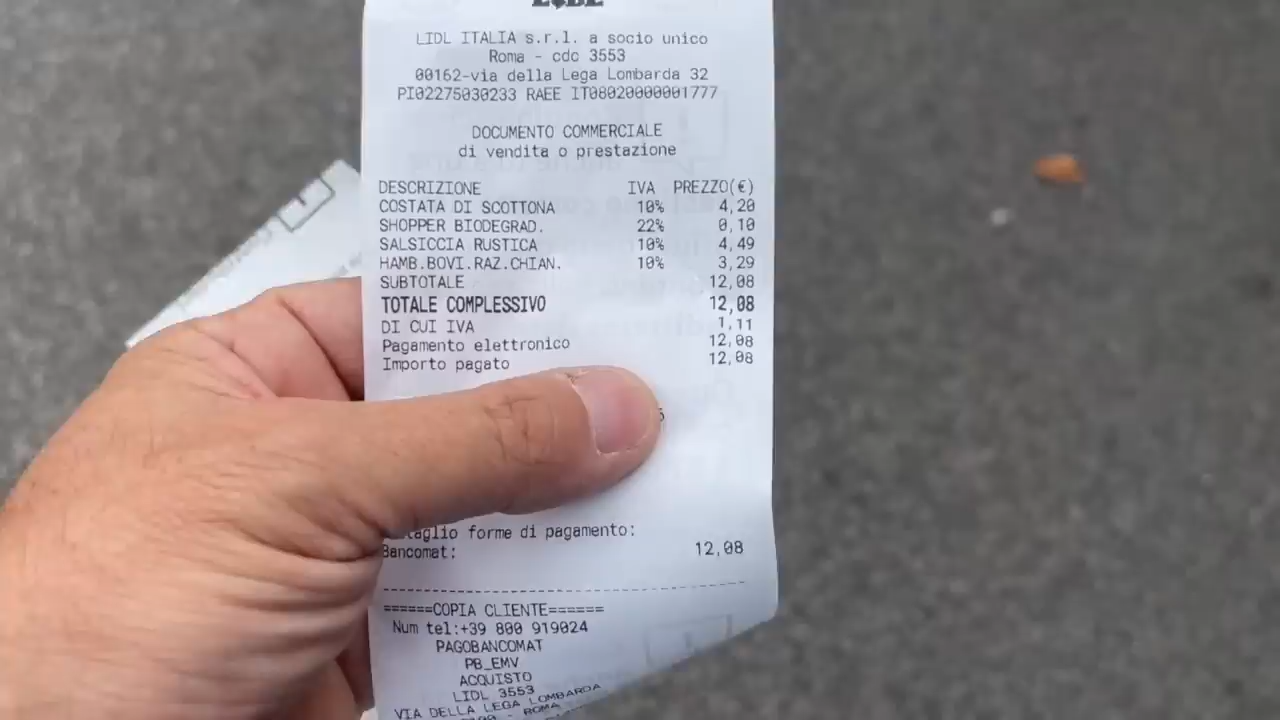 LIDL ITALIA s.r.l. a socio unico
Roma - cdc 3553
00162-via della Lega Lombarda 32
PI02275030233 RAEE IT08020000001777
DOCUMENTO COMMERCIALE
di vendita o prestazione
DESCRIZIONE IVA PREZZO(€)
COSTATA DI SCOTTONA 10% 4,20
SHOPPER BIODEGRAD. 22% 0,10
SALSICCIA RUSTICA 10% 4,49
HAMB.BOVI.RAZ.CHIAN. 10% 3,29
SUBTOTALE 12,08
TOTALE COMPLESSIVO 12,08
DI CUI IVA 1,11
Pagamento elettronico 12,08
Importo pagato 12,08
forme di pagamento:
Bancomat: 12,08
======COPIA CLIENTE======
Num tel:+39 800 919024
PAGOBANCOMAT
PB_EMV
ACQUISTO
LIDL 3553
VIA DELLA LEGA LOMBARDA
- ROMA